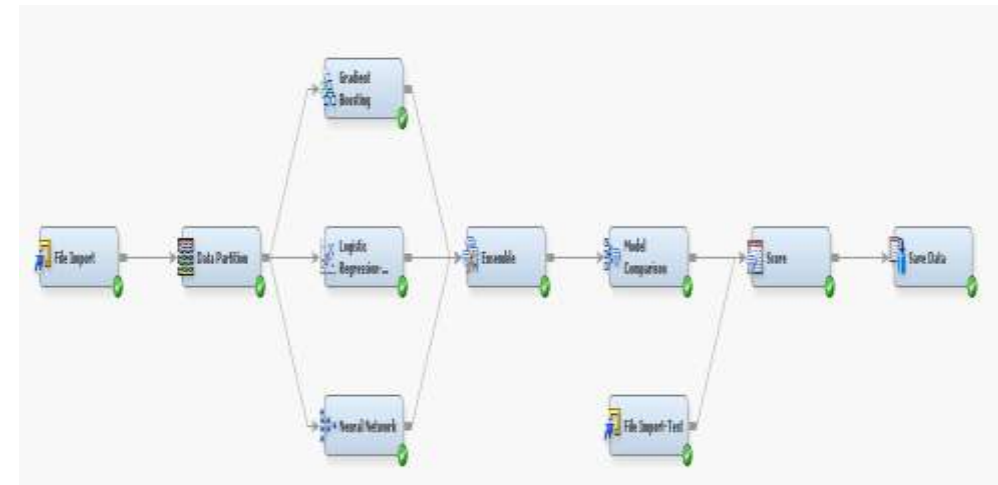 Gradient
Boosting
File Import
Data Partition
Logistic
Regression-...
Ensemble
Model
Comparison
Score
Save Data
Neural Network
File Import-Test